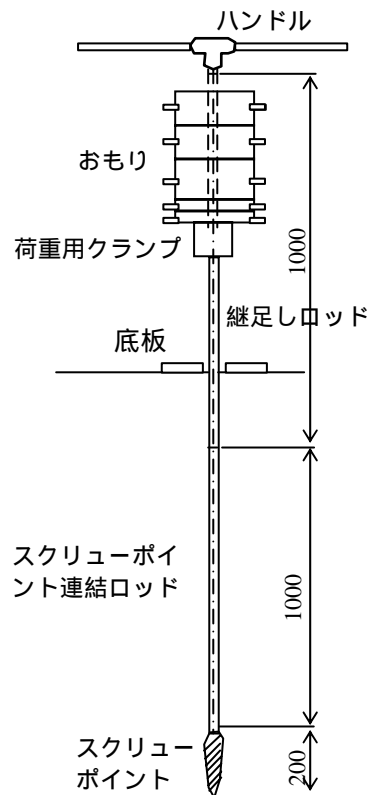 ハンドル
おもり
荷重用クランプ
1000
継足しロッド
底板
スクリューポイ
ント連結ロッド
1000
スクリュー
ポイント
200